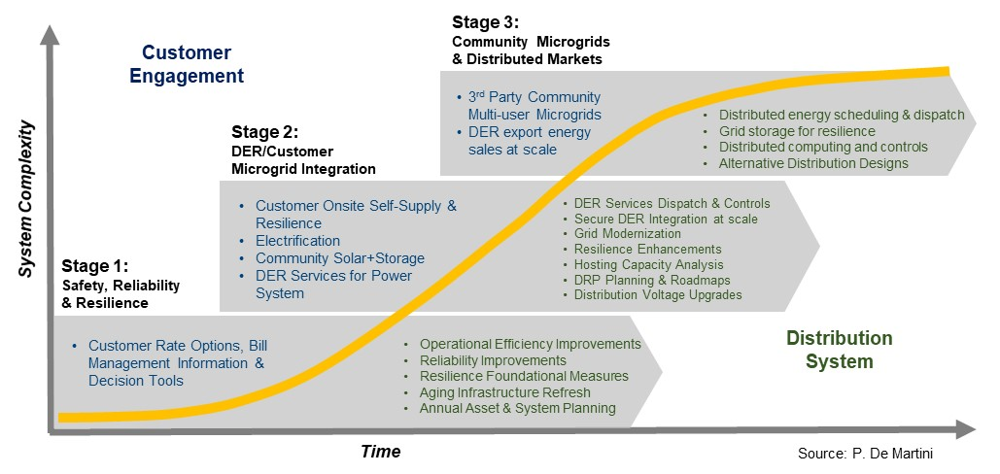 Stage 3:
Community Microgrids
& Distributed Markets
Customer
Engagement
• 3rd Party Community
Multi-user Microgrids
• DER export energy
sales at scale
• Distributed energy scheduling & dispatch
• Grid storage for resilience
• Distributed computing and controls
• Alternative Distribution Designs
Stage 2:
DER/Customer
Microgrid Integration
• Customer Onsite Self-Supply &
Resilience
• Electrification
• Community Solar+Storage
• DER Services for Power
System
• DER Services Dispatch & Controls
• Secure DER Integration at scale
• Grid Modernization
• Resilience Enhancements
• Hosting Capacity Analysis
• DRP Planning & Roadmaps
• Distribution Voltage Upgrades
System Complexity
Stage 1:
Safety, Reliability
& Resilience
• Customer Rate Options, Bill
Management Information &
Decision Tools
• Operational Efficiency Improvements
• Reliability Improvements
• Resilience Foundational Measures
• Aging Infrastructure Refresh
• Annual Asset & System Planning
Distribution
System
Time
Source: P. De Martini